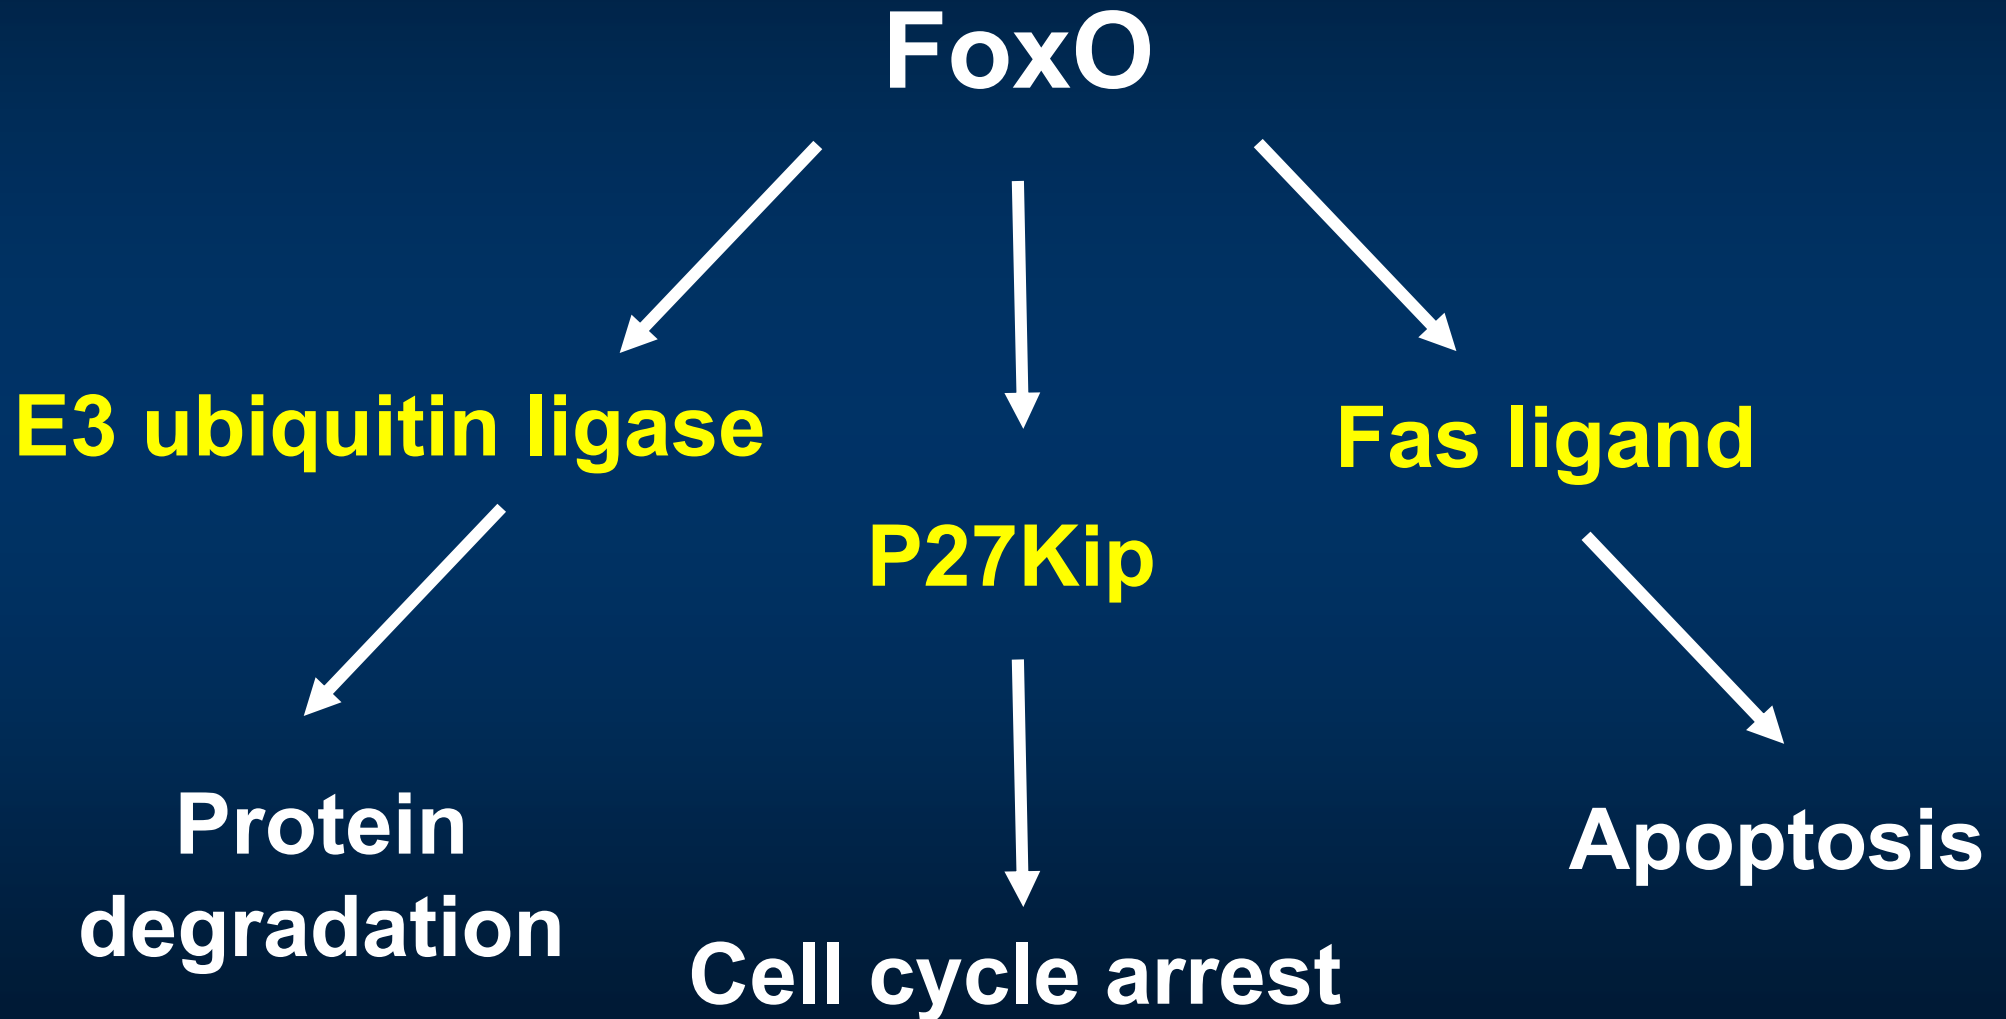 FoxO
E3 ubiquitin ligase
Fas ligand
P27Kip
Protein
degradation
Apoptosis
Cell cycle arrest